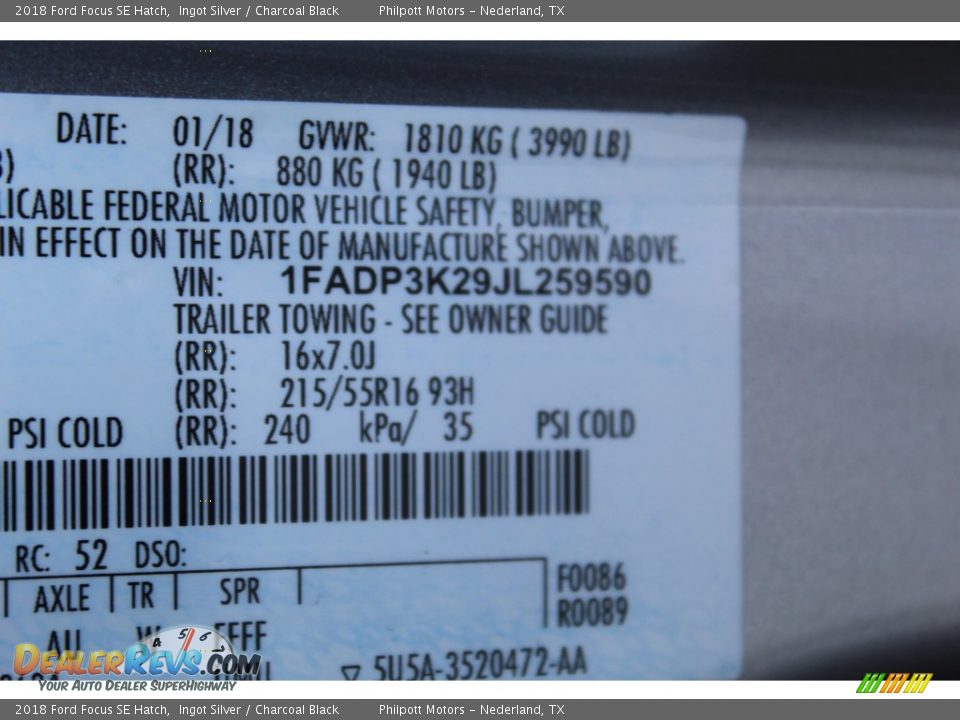 2018 Ford Focus SE Hatch, Ingot Silver / Charcoal Black Philpott Motors - Nederland, TX
DATE: 01/18 GVWR: 1810 KG ( 3990 LB)
(RR): 880 KG ( 1940 LB)
LICABLE FEDERAL MOTOR VEHICLE SAFETY, BUMPER,
IN EFFECT ON THE DATE OF MANUFACTURE SHOWN ABOVE.
VIN: 1FADP3K29JL259590
TRAILER TOWING - SEE OWNER GUIDE
(RR): 16x7.0J
(RR): 215/55R16 93H
PSI COLD (RR): 240 kPa/ 35 PSI COLD
RC: 52 DSO:
AXLE TR SPR
F0086
R0089
5U5A-3520472-AA
4 5 6
DEALERREVS.COM
YOUR AUTO DEALER SUPERHIGHWAY
2018 Ford Focus SE Hatch, Ingot Silver / Charcoal Black Philpott Motors - Nederland, TX